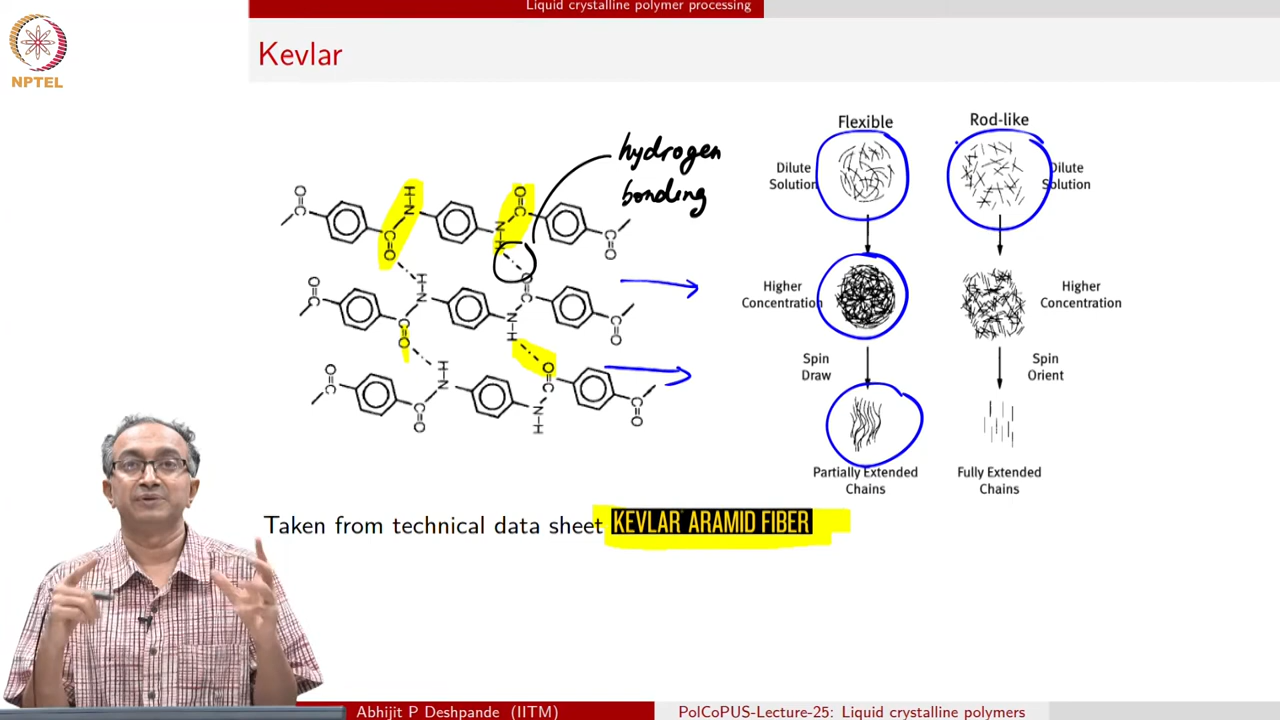 Liquid crystalline polymer processing
NPTEL
Kevlar
hydrogen
bonding
Flexible
Rod-like
Dilute
Solution
Dilute
Solution
Higher
Concentration
Higher
Concentration
Spin
Draw
Spin
Orient
Partially Extended
Chains
Fully Extended
Chains
O C C O N H H N C O C O
O C C O N H H N C O C O
O C C O N H H N C O C O
Taken from technical data sheet KEVLAR® ARAMID FIBER
Abhijit P Deshpande (IITM)
PolCoPUS-Lecture-25: Liquid crystalline polymers